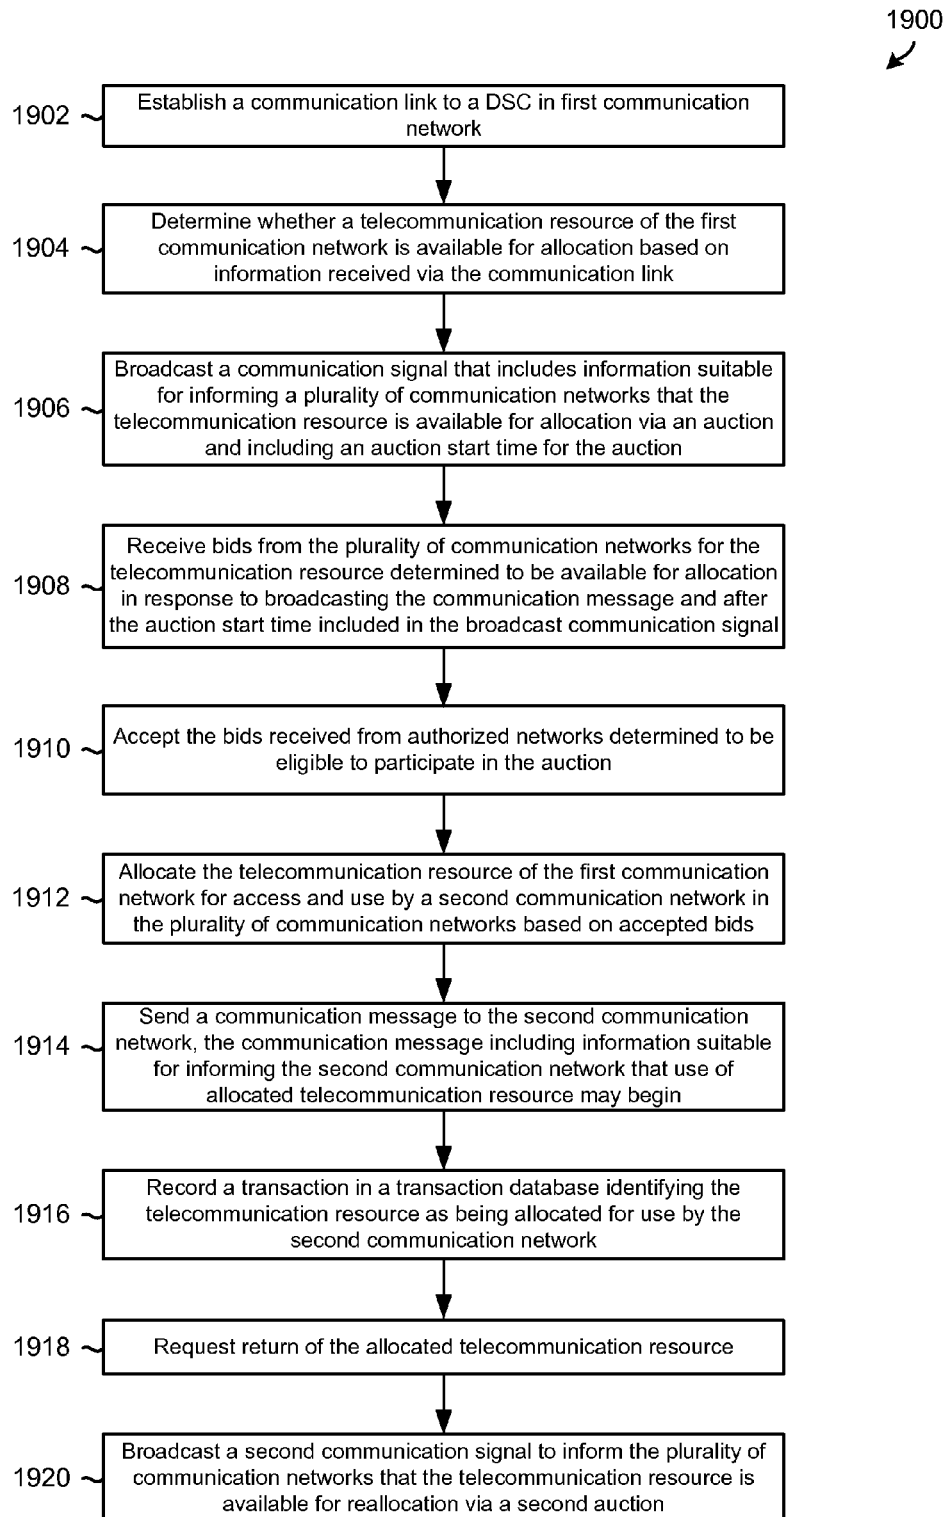 1900
1902
Establish a communication link to a DSC in first communication
network
1904
Determine whether a telecommunication resource of the first
communication network is available for allocation based on
information received via the communication link
1906
Broadcast a communication signal that includes information suitable
for informing a plurality of communication networks that the
telecommunication resource is available for allocation via an auction
and including an auction start time for the auction
1908
Receive bids from the plurality of communication networks for the
telecommunication resource determined to be available for allocation
in response to broadcasting the communication message and after
the auction start time included in the broadcast communication signal
1910
Accept the bids received from authorized networks determined to be
eligible to participate in the auction
1912
Allocate the telecommunication resource of the first communication
network for access and use by a second communication network in
the plurality of communication networks based on accepted bids
1914
Send a communication message to the second communication
network, the communication message including information suitable
for informing the second communication network that use of
allocated telecommunication resource may begin
1916
Record a transaction in a transaction database identifying the
telecommunication resource as being allocated for use by the
second communication network
1918
Request return of the allocated telecommunication resource
1920
Broadcast a second communication signal to inform the plurality of
communication networks that the telecommunication resource is
available for reallocation via a second auction